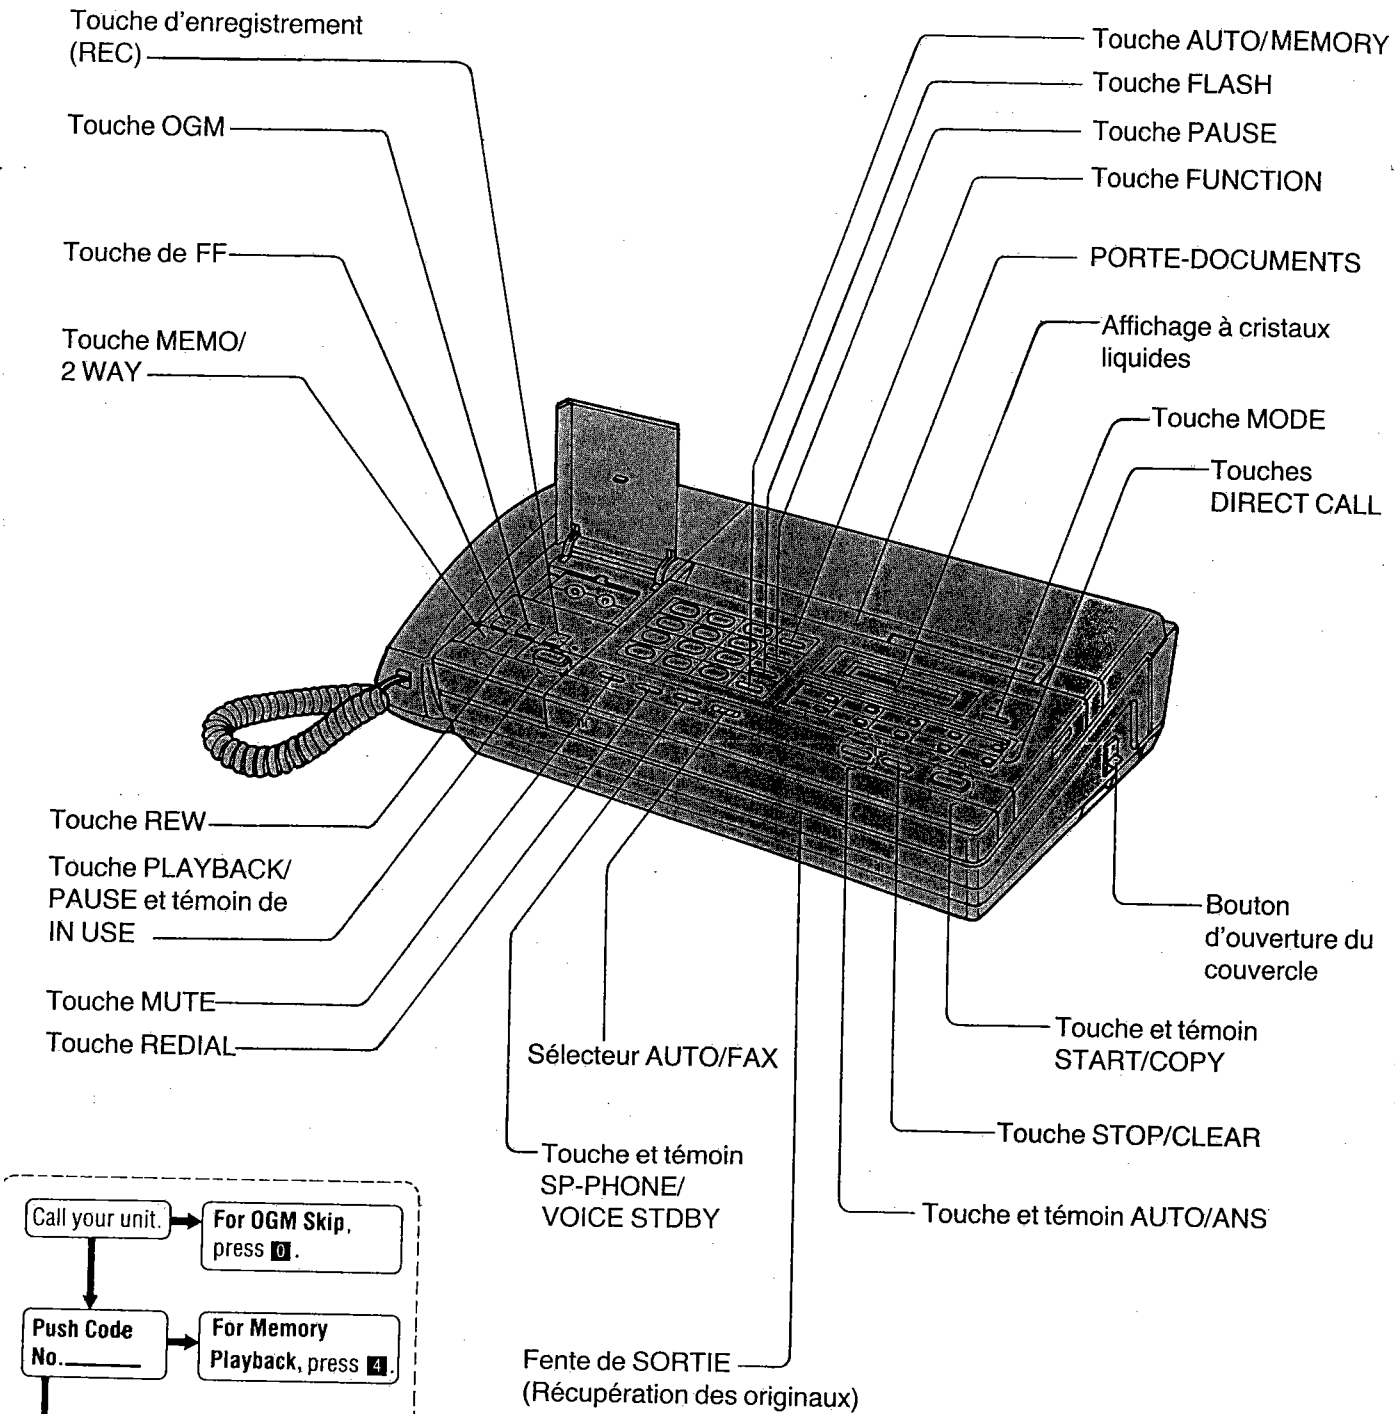 Touche d'enregistrement
(REC)
Touche OGM
Touche de FF
Touche MEMO/
2 WAY
Touche AUTO/MEMORY
Touche FLASH
Touche PAUSE
Touche FUNCTION
PORTE-DOCUMENTS
Affichage à cristaux
liquides
Touche MODE
Touches
DIRECT CALL
Touche REW
Touche PLAYBACK/
PAUSE et témoin de
IN USE
Touche MUTE
Touche REDIAL
Sélecteur AUTO/FAX
Touche et témoin
SP-PHONE/
VOICE STDBY
Fente de SORTIE
(Récupération des originaux)
Bouton
d'ouverture du
couvercle
Touche et témoin
START/COPY
Touche STOP/CLEAR
Touche et témoin AUTO/ANS
Call your unit.
For OGM Skip,
press 0.
Push Code
No.
For Memory
Playback, press 4.